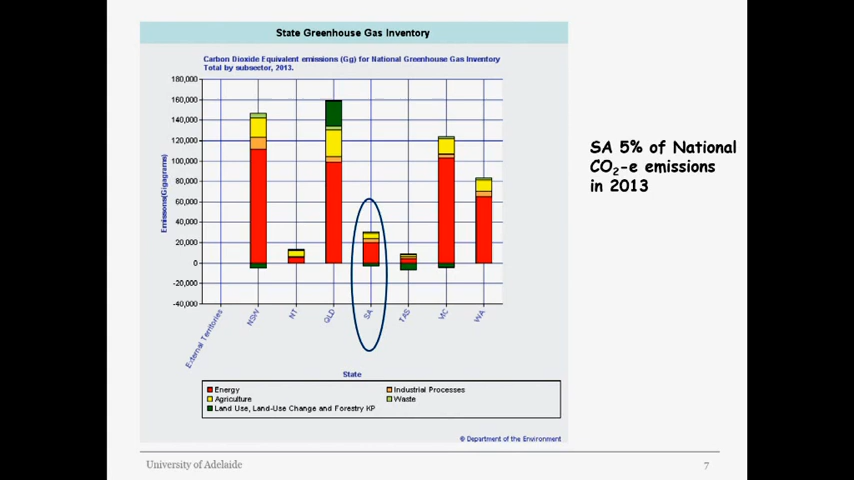 State Greenhouse Gas Inventory
Carbon Dioxide Equivalent emissions (Gg) for National Greenhouse Gas Inventory
Total by subsector, 2013.
180,000
160,000
140,000
120,000
100,000
80,000
60,000
40,000
20,000
0
-20,000
-40,000
Emissions(Gigagrams)
External Territories
NSW
NT
QLD
SA
TAS
VIC
WA
State
Energy
Industrial Processes
Agriculture
Waste
Land Use, Land-Use Change and Forestry KP
© Department of the Environment
SA 5% of National
CO₂-e emissions
in 2013
University of Adelaide
7